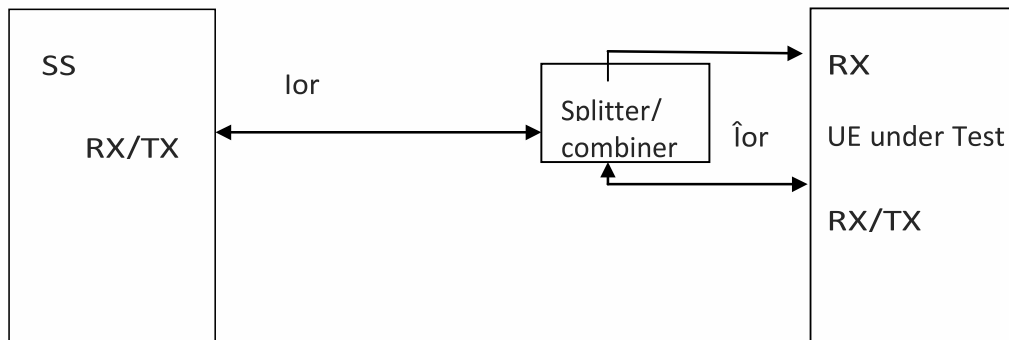 SS
RX/TX
Ior
Splitter/
combiner
Îor
RX
UE under Test
RX/TX